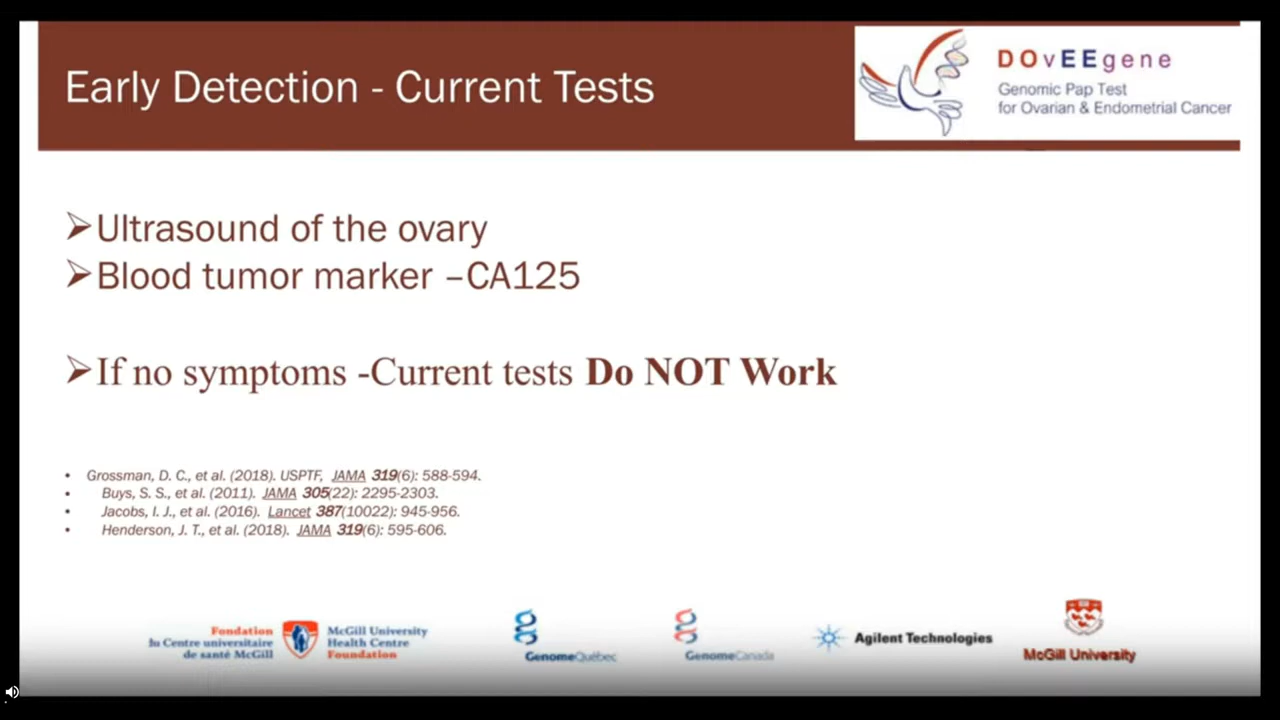 Early Detection - Current Tests
DOvEEgene
Genomic Pap Test
for Ovarian & Endometrial Cancer
➢Ultrasound of the ovary
➢Blood tumor marker –CA125
➢If no symptoms -Current tests Do NOT Work
• Grossman, D. C., et al. (2018). USPTF, JAMA 319(6): 588-594.
• Buys, S. S., et al. (2011). JAMA 305(22): 2295-2303.
• Jacobs, I. J., et al. (2016). Lancet 387(10022): 945-956.
• Henderson, J. T., et al. (2018). JAMA 319(6): 595-606.
Fondation
du Centre universitaire
de santé McGill
McGill University
Health Centre
Foundation
GenomeQuébec
GenomeCanada
Agilent Technologies
McGill University